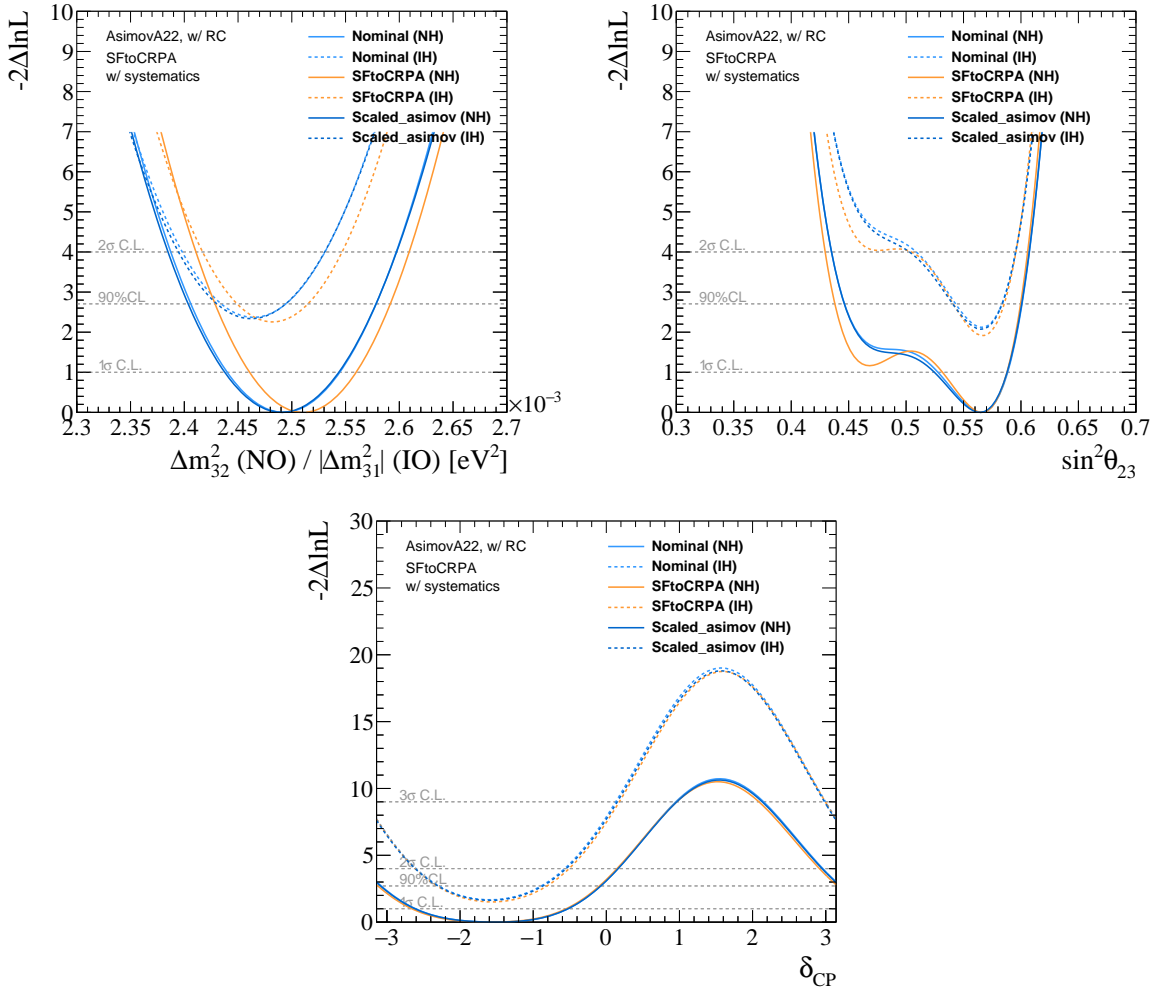 -2ΔlnL
AsimovA22, w/ RC
SFtoCRPA
w/ systematics
Nominal (NH)
Nominal (IH)
SFtoCRPA (NH)
SFtoCRPA (IH)
Scaled_asimov (NH)
Scaled_asimov (IH)
10
9
8
7
6
5
4
3
2
1
0
2σ C.L.
90%CL
1σ C.L.
2.3 2.35 2.4 2.45 2.5 2.55 2.6 2.65 2.7
×10⁻³
Δm²₃₂ (NO) / |Δm²₃₁| (IO) [eV²]
-2ΔlnL
AsimovA22, w/ RC
SFtoCRPA
w/ systematics
Nominal (NH)
Nominal (IH)
SFtoCRPA (NH)
SFtoCRPA (IH)
Scaled_asimov (NH)
Scaled_asimov (IH)
10
9
8
7
6
5
4
3
2
1
0
2σ C.L.
90%CL
1σ C.L.
0.3 0.35 0.4 0.45 0.5 0.55 0.6 0.65 0.7
sin²θ₂₃
-2ΔlnL
AsimovA22, w/ RC
SFtoCRPA
w/ systematics
Nominal (NH)
Nominal (IH)
SFtoCRPA (NH)
SFtoCRPA (IH)
Scaled_asimov (NH)
Scaled_asimov (IH)
30
25
20
15
10
5
0
3σ C.L.
2σ C.L.
90%CL
1σ C.L.
−3 −2 −1 0 1 2 3
δ_CP